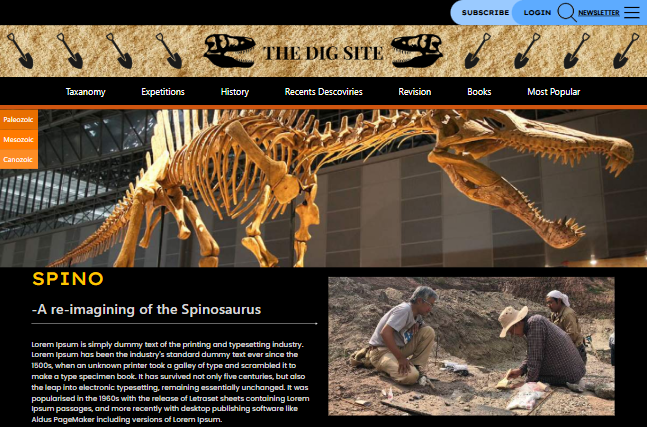 SUBSCRIBE
LOGIN
NEWSLETTER
THE DIG SITE
Taxanomy
Expetitions
History
Recents Descoviries
Revision
Books
Most Popular
Paleozoic
Mesozoic
Canozoic
SPINO
-A re-imagining of the Spinosaurus
Lorem Ipsum is simply dummy text of the printing and typesetting industry.
Lorem Ipsum has been the industry's standard dummy text ever since the
1500s, when an unknown printer took a galley of type and scrambled it to
make a type specimen book. It has survived not only five centuries, but also
the leap into electronic typesetting, remaining essentially unchanged. It was
popularised in the 1960s with the release of Letraset sheets containing Lorem
Ipsum passages, and more recently with desktop publishing software like
Aldus PageMaker including versions of Lorem Ipsum.